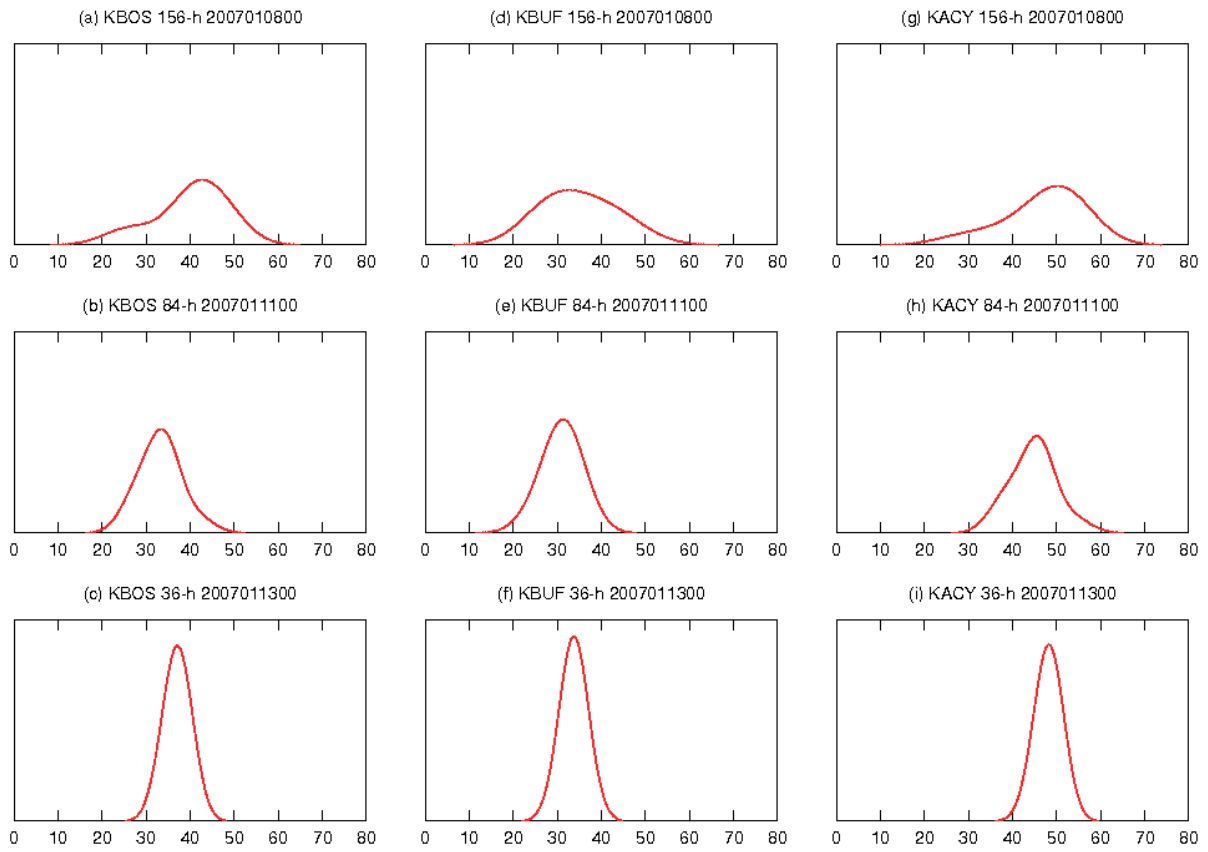 (a) KBOS 156-h 2007010800
(d) KBUF 156-h 2007010800
(g) KACY 156-h 2007010800
0 10 20 30 40 50 60 70 80
0 10 20 30 40 50 60 70 80
0 10 20 30 40 50 60 70 80
(b) KBOS 84-h 2007011100
(e) KBUF 84-h 2007011100
(h) KACY 84-h 2007011100
0 10 20 30 40 50 60 70 80
0 10 20 30 40 50 60 70 80
0 10 20 30 40 50 60 70 80
(c) KBOS 36-h 2007011300
(f) KBUF 36-h 2007011300
(i) KACY 36-h 2007011300
0 10 20 30 40 50 60 70 80
0 10 20 30 40 50 60 70 80
0 10 20 30 40 50 60 70 80